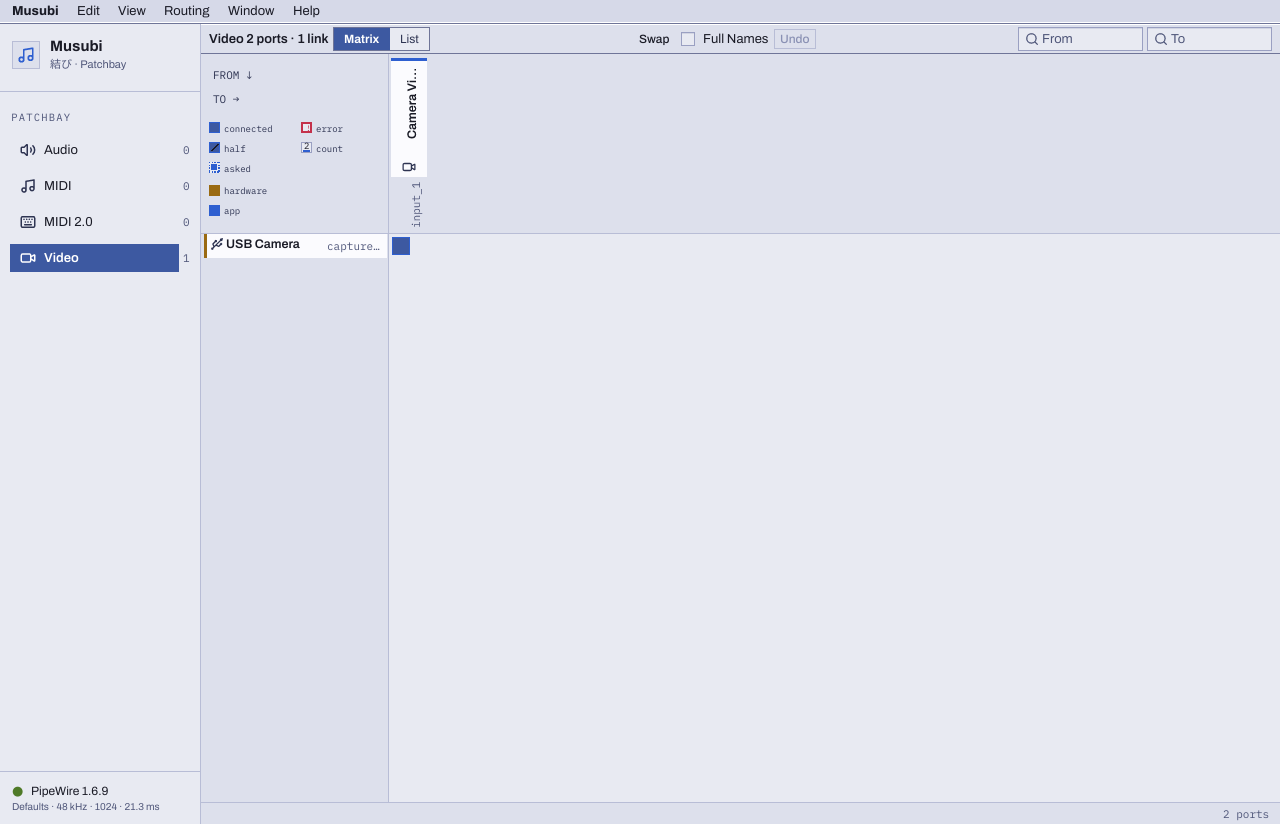 Musubi Edit View Routing Window Help
Musubi
結び · Patchbay
Video 2 ports · 1 link Matrix List Swap Full Names Undo From To
PATCHBAY
Audio 0
MIDI 0
MIDI 2.0 0
Video 1
FROM ↓
TO →
connected error
half 2 count
asked
hardware
app
Camera Vi…
input_1
USB Camera capture…
PipeWire 1.6.9
Defaults · 48 kHz · 1024 · 21.3 ms
2 ports